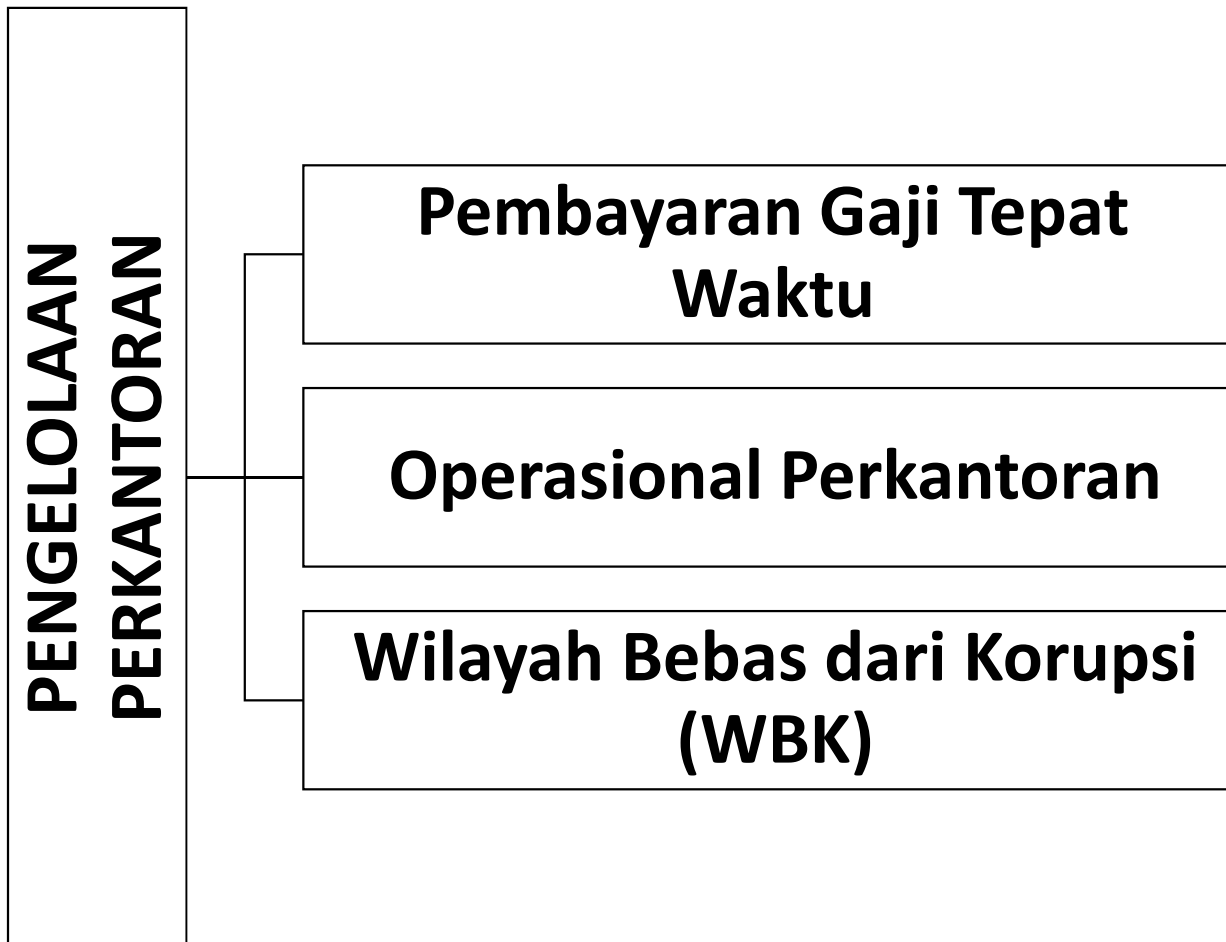 PENGELOLAAN
PERKANTORAN
Pembayaran Gaji Tepat
Waktu
Operasional Perkantoran
Wilayah Bebas dari Korupsi
(WBK)